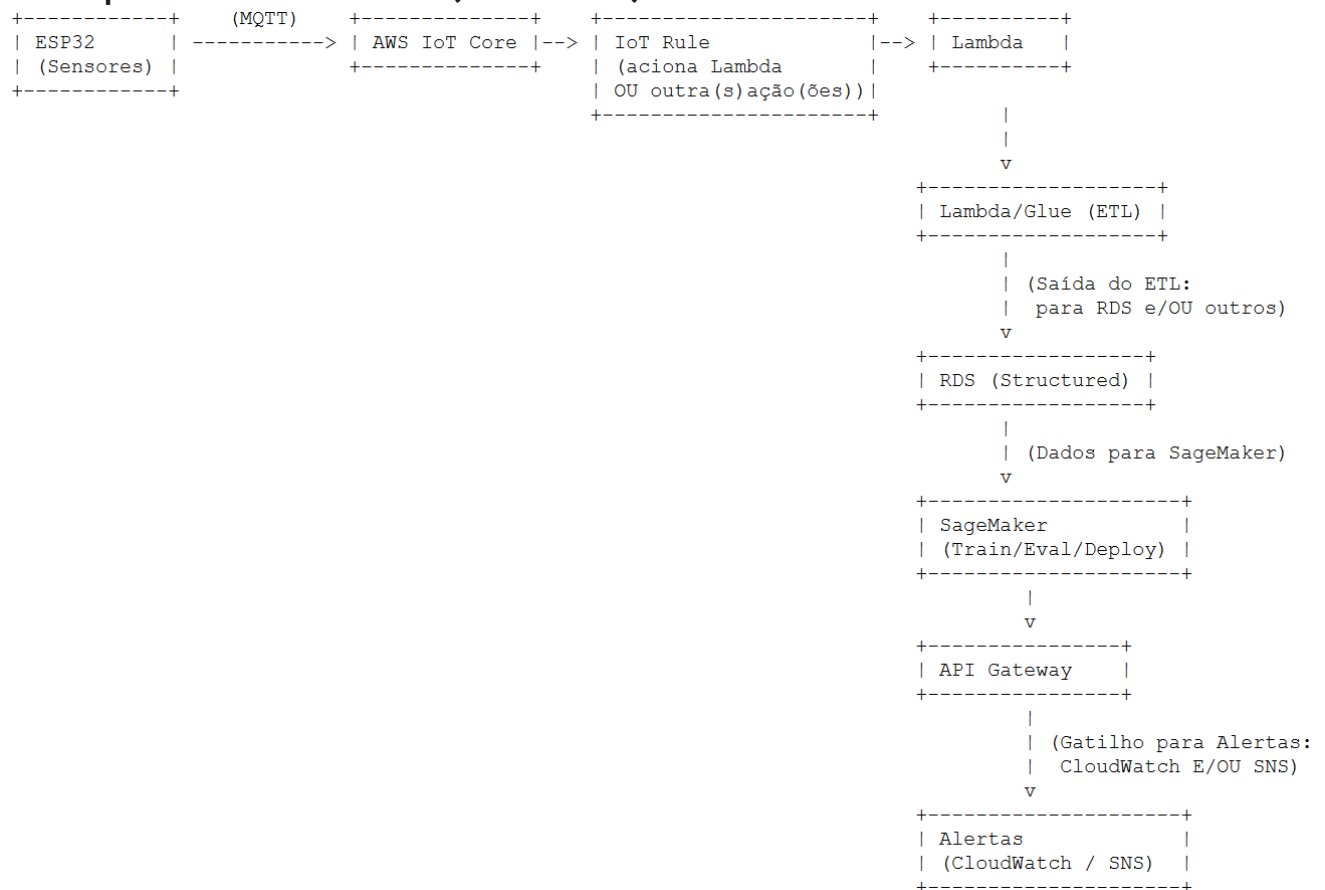 (MQTT)
ESP32 -----------> AWS IoT Core --> IoT Rule --> Lambda
(Sensores) (aciona Lambda
OU outra(s)ação(ões))
v
Lambda/Glue (ETL)
(Saída do ETL:
para RDS e/OU outros)
v
RDS (Structured)
(Dados para SageMaker)
v
SageMaker
(Train/Eval/Deploy)
v
API Gateway
(Gatilho para Alertas:
CloudWatch E/OU SNS)
v
Alertas
(CloudWatch / SNS)